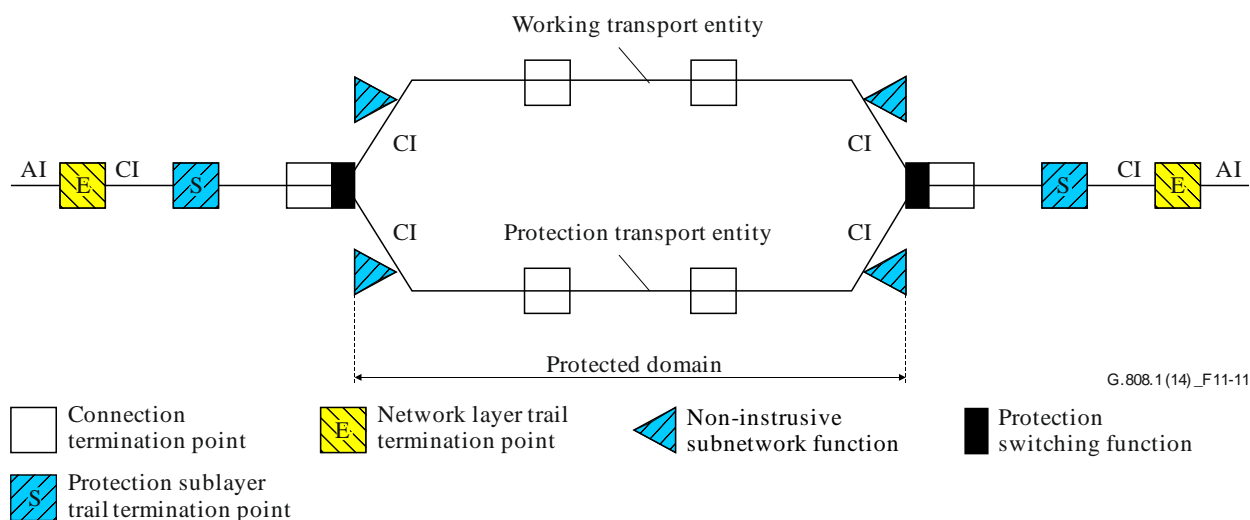 Working transport entity
CI
CI
AI
E
CI
S
S
CI
E
AI
CI
Protection transport entity
CI
Protected domain
G.808.1(14)_F11-11
Connection
termination point
E
Network layer trail
termination point
Non-instrusive
subnetwork function
Protection
switching function
S
Protection sublayer
trail termination point